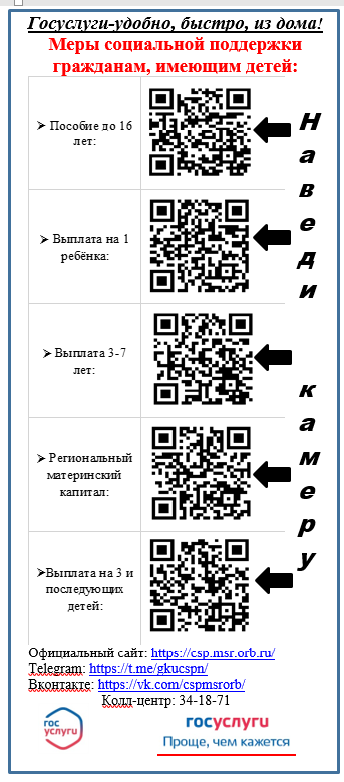 Госуслуги-удобно, быстро, из дома!
Меры социальной поддержки
гражданам, имеющим детей:
➢ Пособие до 16
лет:
➢ Выплата на 1
ребёнка:
➢ Выплата 3-7
лет:
➢ Региональный
материнский
капитал:
➢Выплата на 3 и
последующих
детей:
Наведи камеру
Официальный сайт: https://csp.msr.orb.ru/
Telegram: https://t.me/gkucspn/
Вконтакте: https://vk.com/cspmsrorb/
Колл-центр: 34-18-71
гос
услуги
госуслуги
Проще, чем кажется